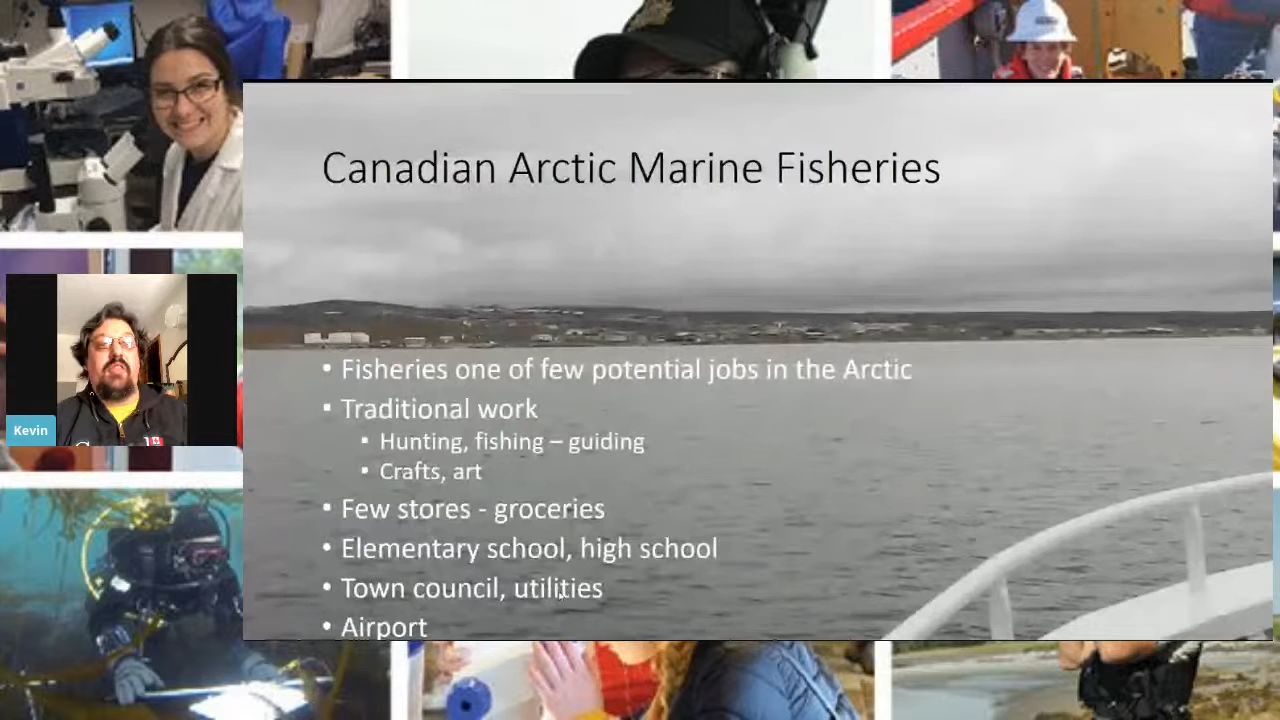 Canadian Arctic Marine Fisheries
• Fisheries one of few potential jobs in the Arctic
• Traditional work
• Hunting, fishing – guiding
• Crafts, art
• Few stores - groceries
• Elementary school, high school
• Town council, utilities
• Airport
Kevin